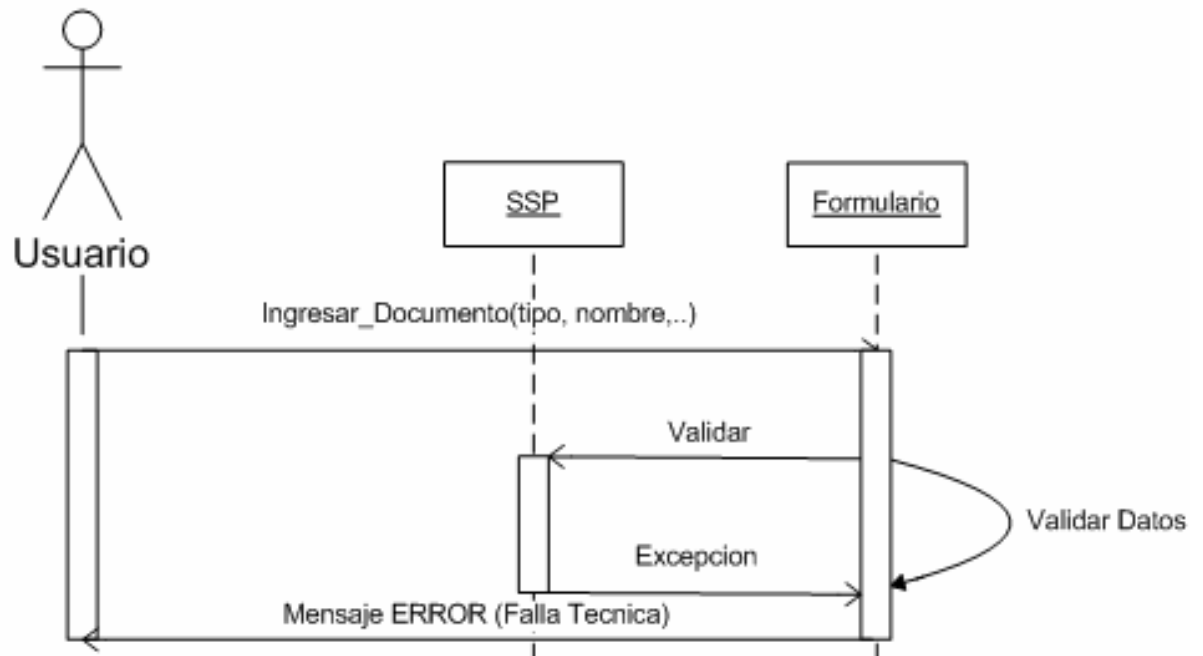 Usuario
SSP
Formulario
Ingresar_Documento(tipo, nombre,..)
Validar
Validar Datos
Excepcion
Mensaje ERROR (Falla Tecnica)